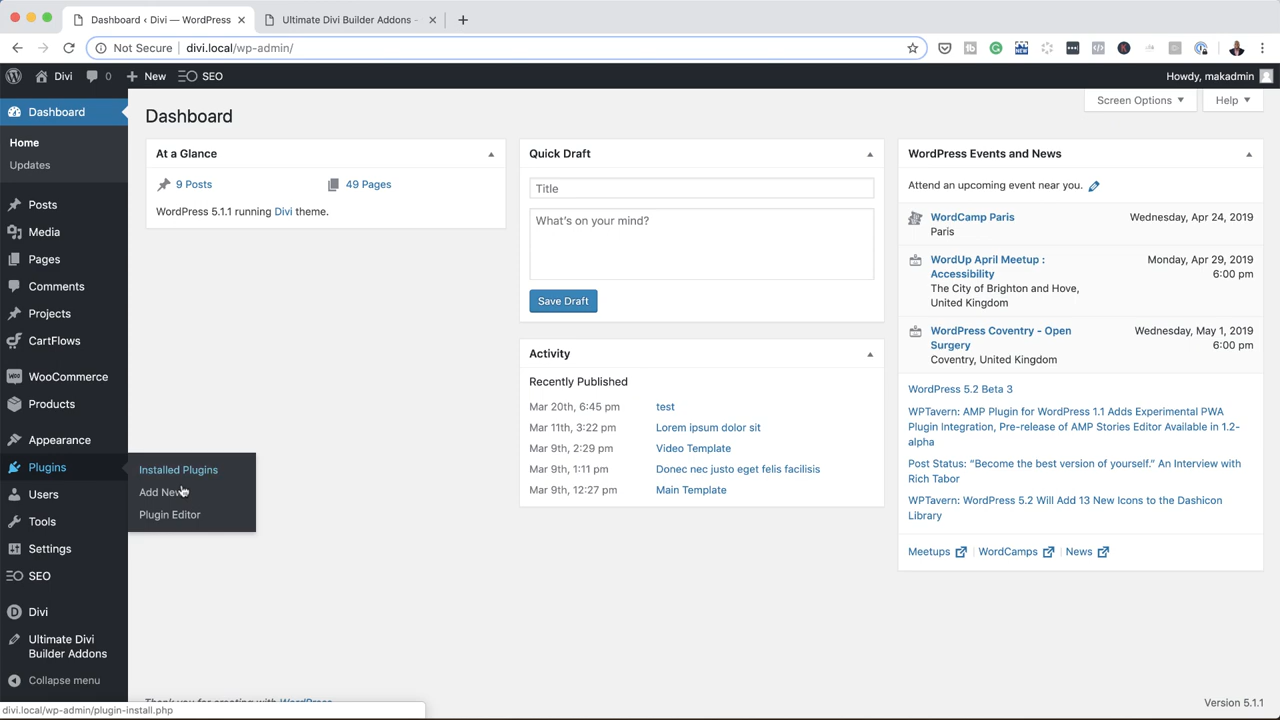 Dashboard ‹ Divi — WordPress
Ultimate Divi Builder Addons -
Not Secure
divi.local/wp-admin/
Divi
0
New
SEO
Howdy, makadmin
Dashboard
Home
Updates
Posts
Media
Pages
Comments
Projects
CartFlows
WooCommerce
Products
Appearance
Plugins
Installed Plugins
Add New
Plugin Editor
Users
Tools
Settings
SEO
Divi
Ultimate Divi
Builder Addons
Collapse menu
divi.local/wp-admin/plugin-install.php
Screen Options
Help
Dashboard
At a Glance
9 Posts
49 Pages
WordPress 5.1.1 running Divi theme.
Quick Draft
Title
What's on your mind?
Save Draft
Activity
Recently Published
Mar 20th, 6:45 pm test
Mar 11th, 3:22 pm Lorem ipsum dolor sit
Mar 9th, 2:29 pm Video Template
Mar 9th, 1:11 pm Donec nec justo eget felis facilisis
Mar 9th, 12:27 pm Main Template
WordPress Events and News
Attend an upcoming event near you.
WordCamp Paris Wednesday, Apr 24, 2019
Paris
WordUp April Meetup : Monday, Apr 29, 2019
Accessibility 6:00 pm
The City of Brighton and Hove,
United Kingdom
WordPress Coventry - Open Wednesday, May 1, 2019
Surgery 6:00 pm
Coventry, United Kingdom
WordPress 5.2 Beta 3
WPTavern: AMP Plugin for WordPress 1.1 Adds Experimental PWA
Plugin Integration, Pre-release of AMP Stories Editor Available in 1.2-
alpha
Post Status: “Become the best version of yourself.” An Interview with
Rich Tabor
WPTavern: WordPress 5.2 Will Add 13 New Icons to the Dashicon
Library
Meetups
WordCamps
News
Thank you for creating with WordPress
Version 5.1.1